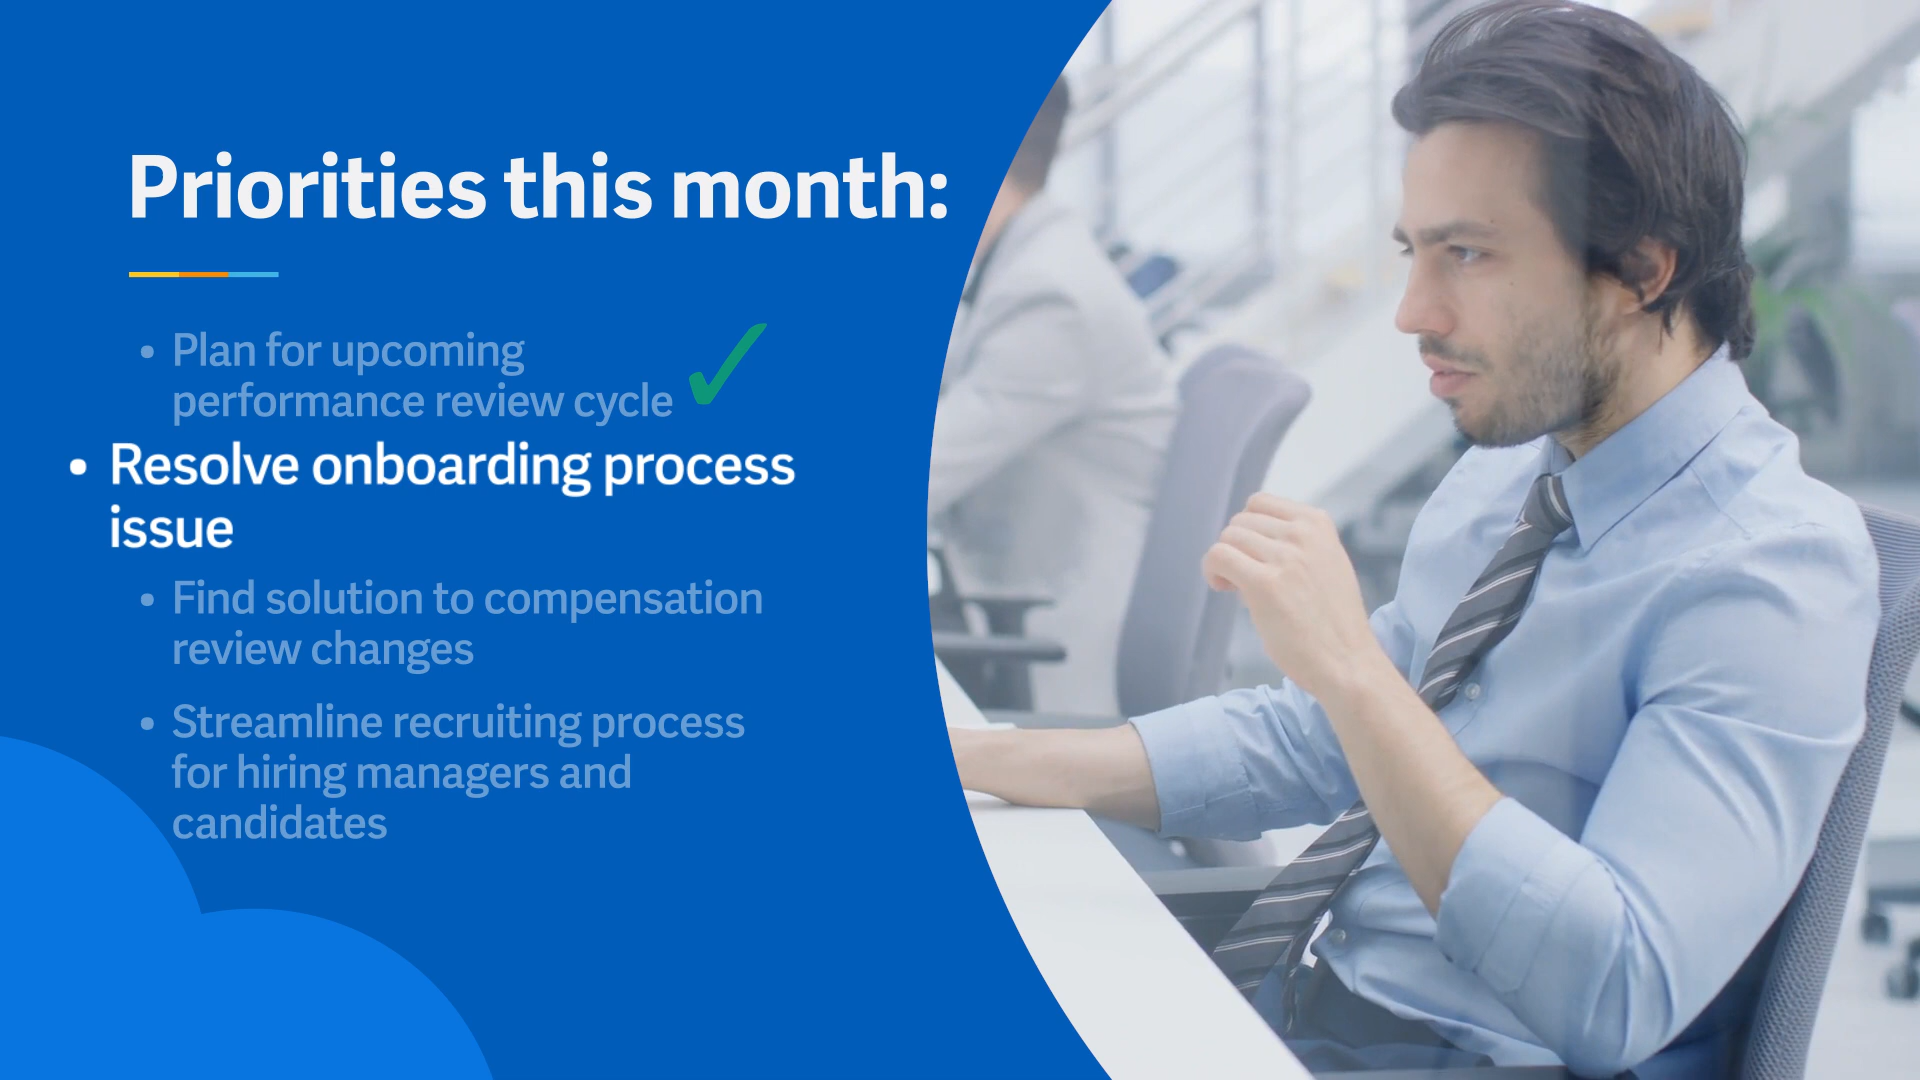 Priorities this month:
• Plan for upcoming
performance review cycle ✓
• Resolve onboarding process
issue
• Find solution to compensation
review changes
• Streamline recruiting process
for hiring managers and
candidates